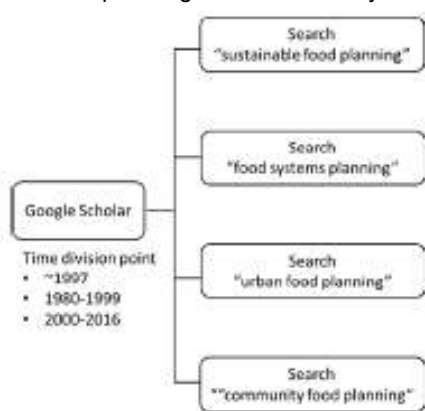 Search
"sustainable food planning"
Search
"food systems planning"
Google Scholar
Time division point
• ~1997
• 1980-1999
• 2000-2016
Search
"urban food planning"
Search
""community food planning"